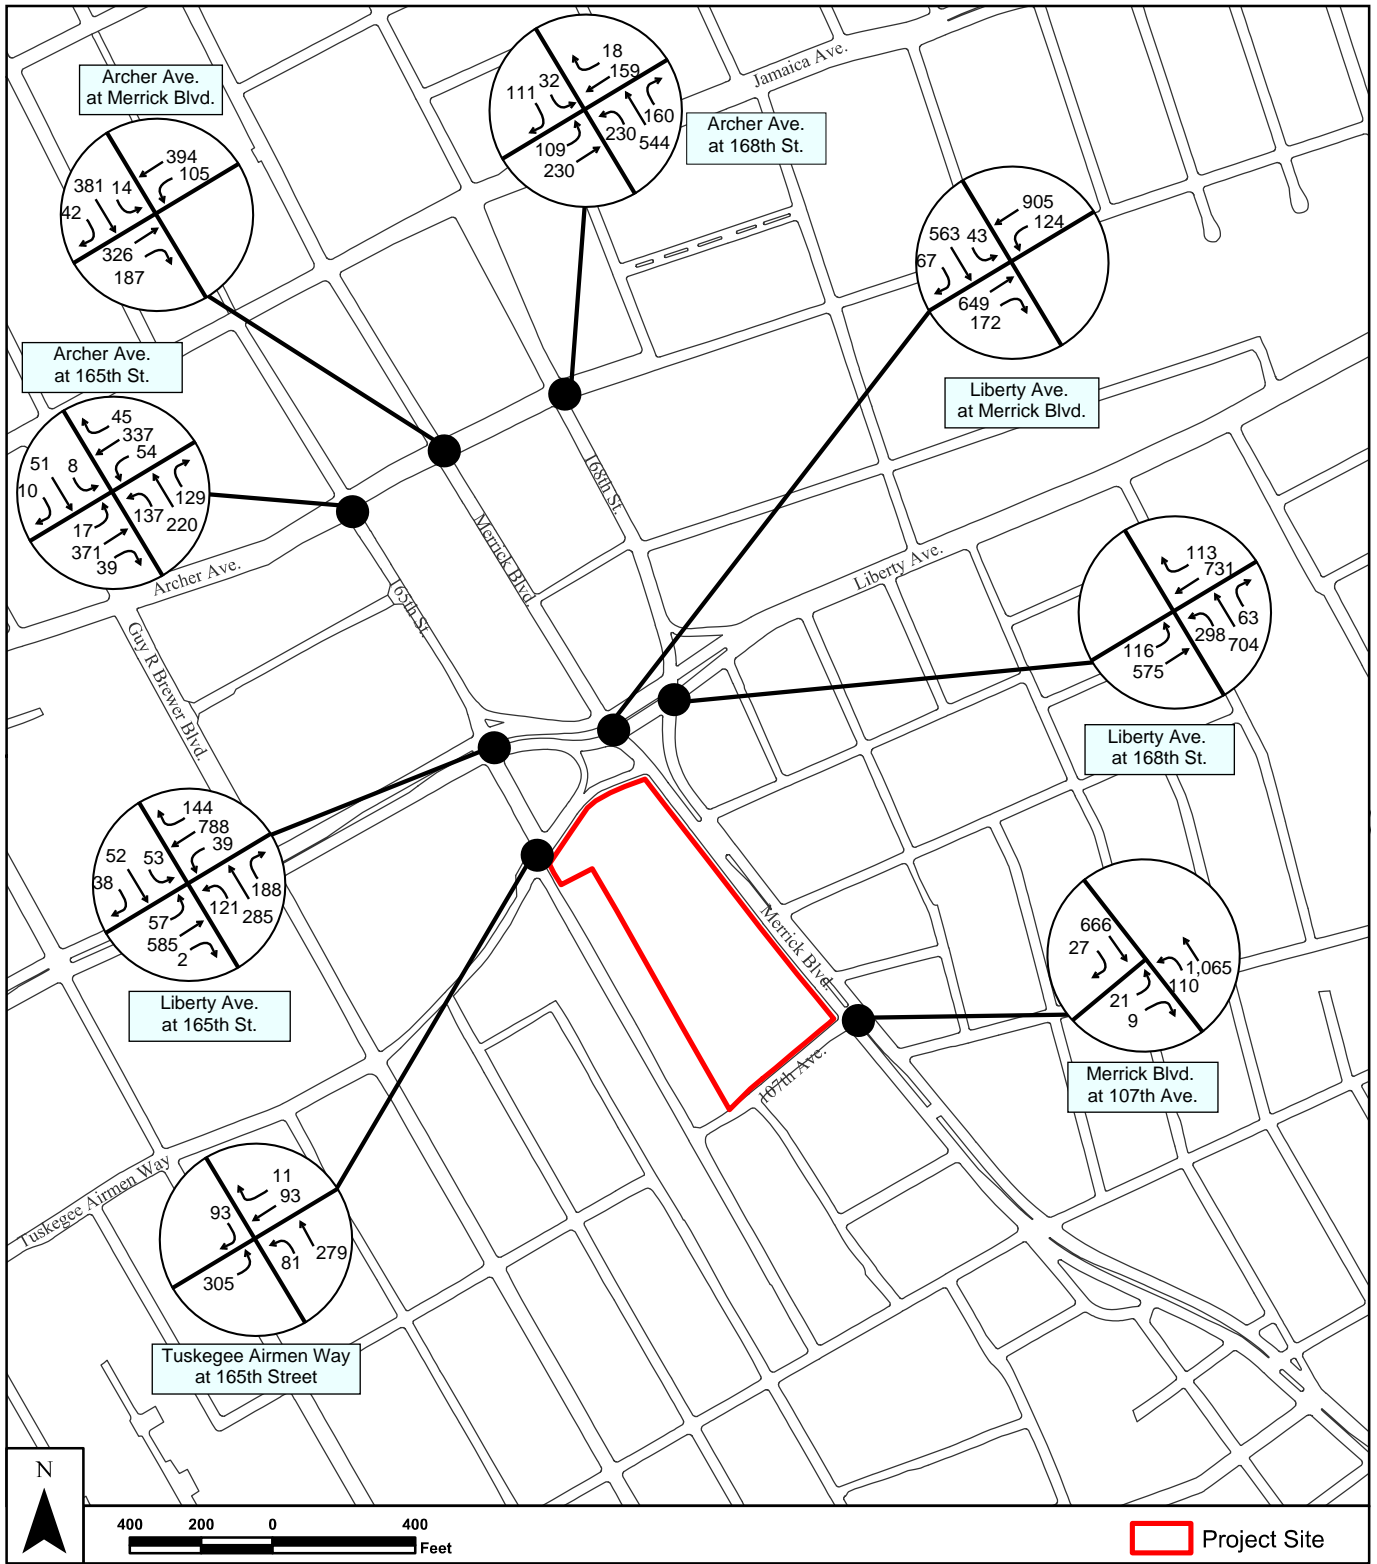 Archer Ave.
at Merrick Blvd.
394
105
381
14
42
326
187
18
159
32
111
160
230
544
109
230
Archer Ave.
at 168th St.
Jamaica Ave.
905
124
563
43
67
649
172
Liberty Ave.
at Merrick Blvd.
Archer Ave.
at 165th St.
45
337
54
51
8
10
129
137
220
17
371
39
168th St.
Merrick Blvd.
Archer Ave.
65th St.
Liberty Ave.
Guy R Brewer Blvd.
113
731
63
298
704
116
575
Liberty Ave.
at 168th St.
144
788
39
52
53
38
188
121
285
57
585
2
Liberty Ave.
at 165th St.
Merrick Blvd.
107th Ave.
666
27
1,065
110
21
9
Merrick Blvd.
at 107th Ave.
Tuskegee Airmen Way
11
93
93
279
81
305
Tuskegee Airmen Way
at 165th Street
N
400 200 0 400
Feet
Project Site